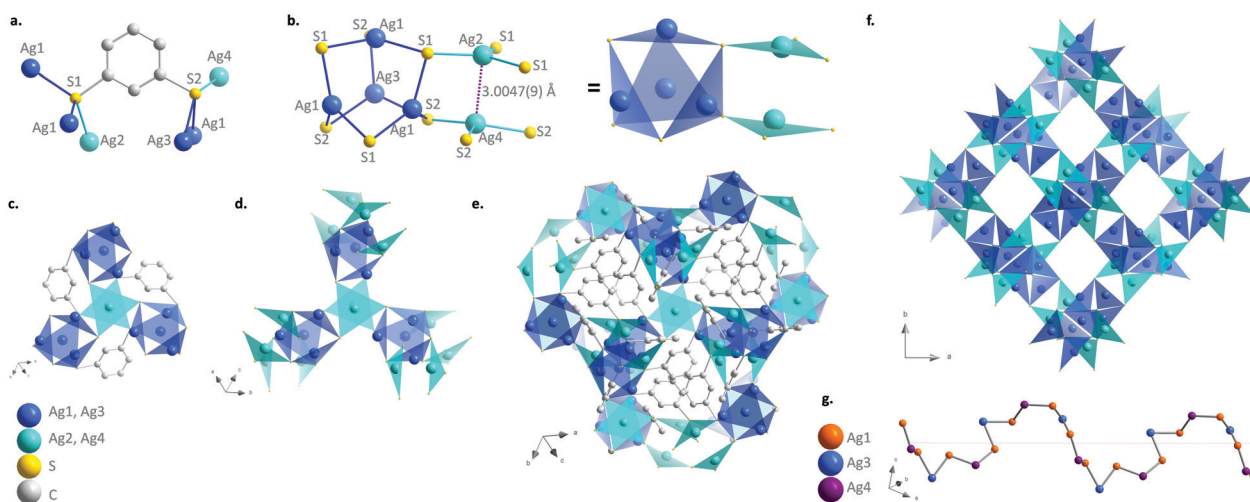 a.
Ag1
S1
Ag1
Ag2
S2
Ag4
Ag3
Ag1
b.
S1
S2
Ag1
S1
Ag2
S1
S1
Ag3
3.0047(9) Å
Ag1
S2
S2
S1
Ag1
Ag4
S2
S2
=
c.
d.
a
c
b
e.
a
b
c
f.
b
a
Ag1, Ag3
Ag2, Ag4
S
C
g.
Ag1
Ag3
Ag4
c
b
a